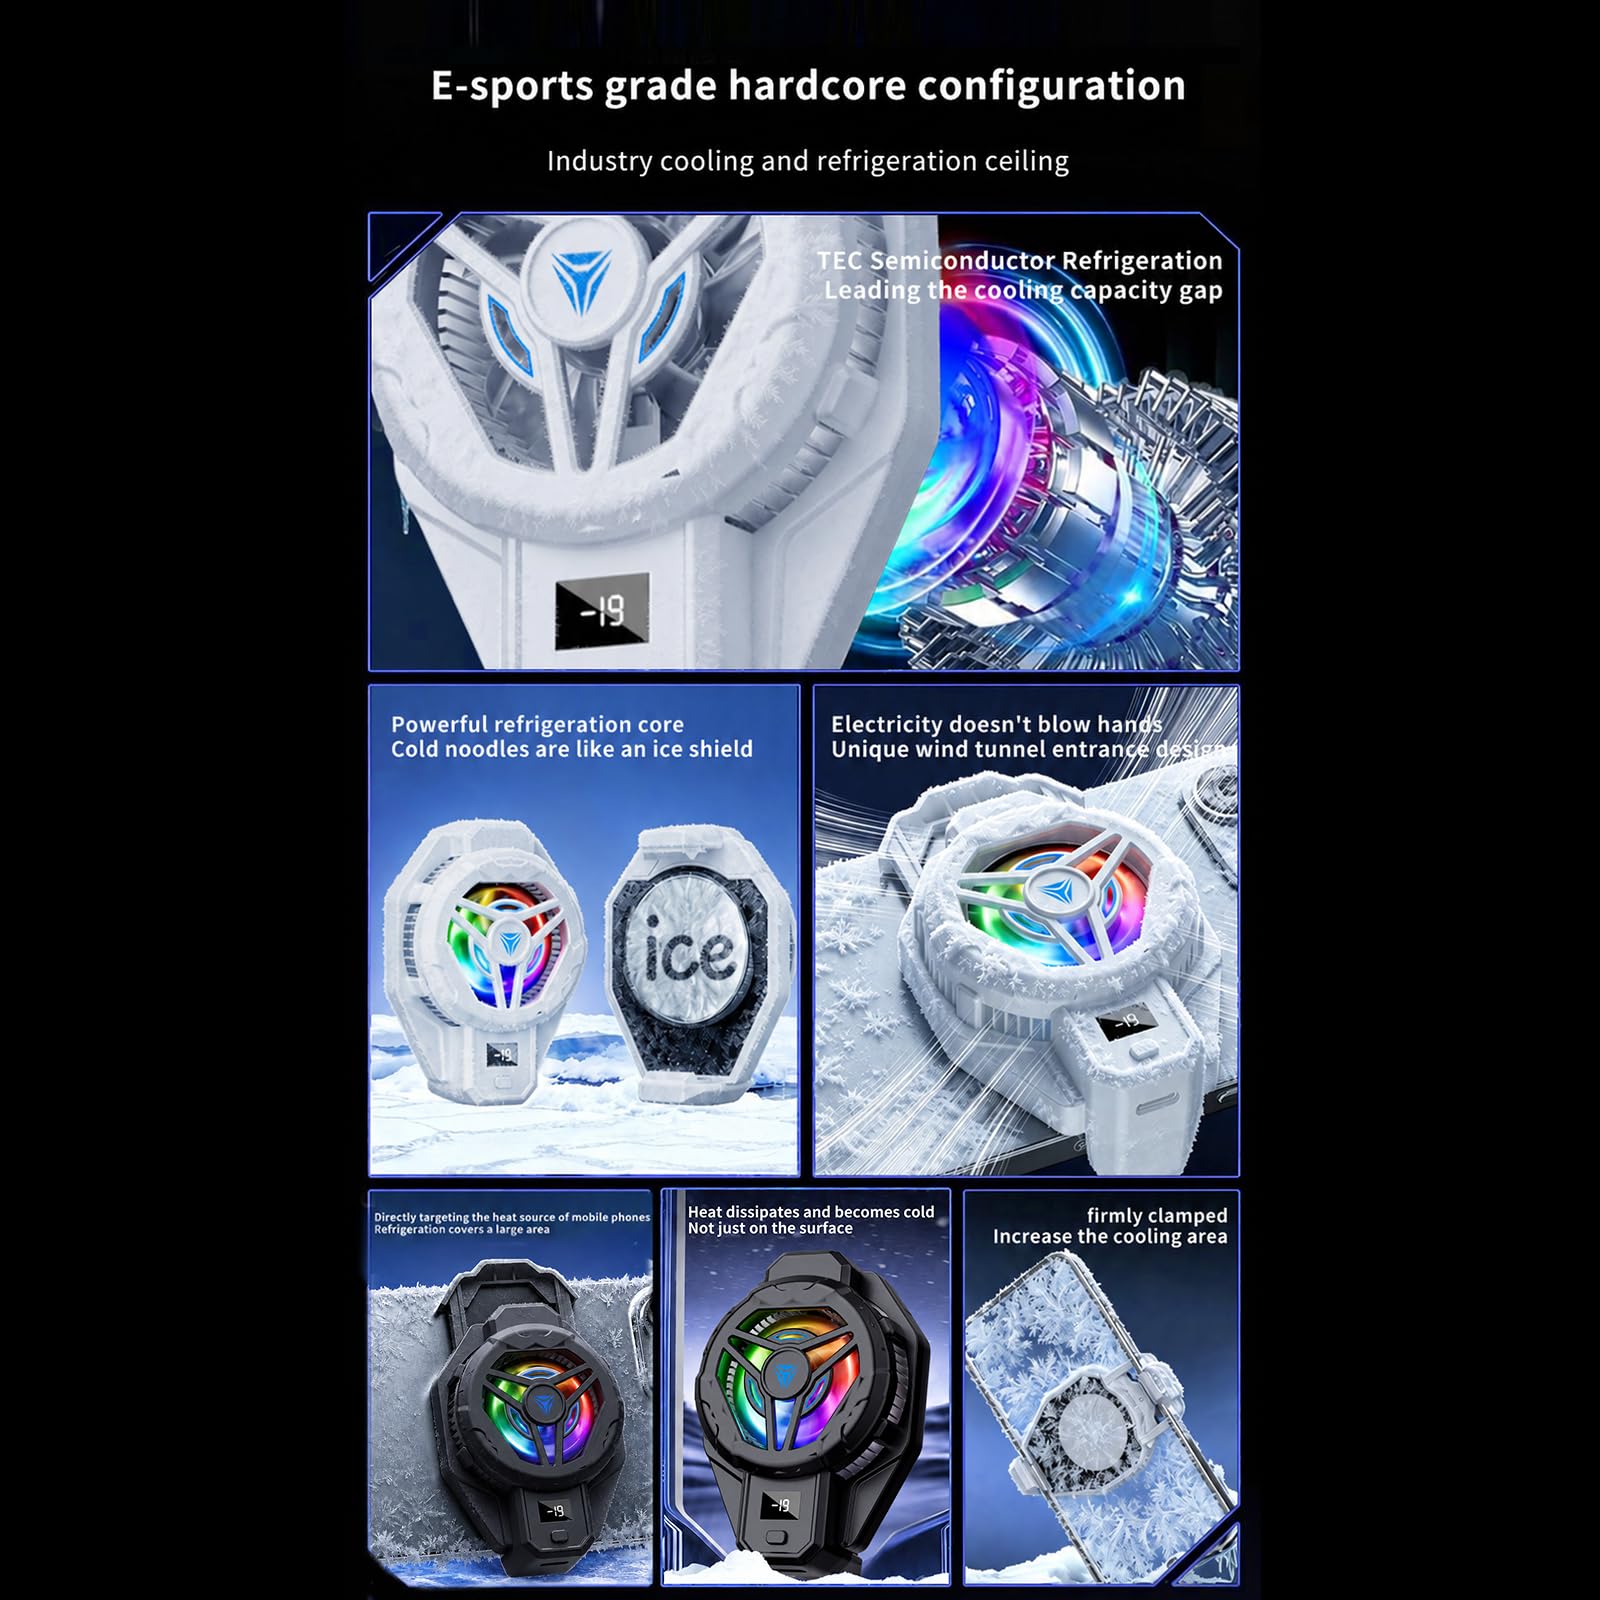 E-sports grade hardcore configuration
Industry cooling and refrigeration ceiling
TEC Semiconductor Refrigeration
Leading the cooling capacity gap
-19
Powerful refrigeration core
Cold noodles are like an ice shield
ice
-19
Electricity doesn't blow hands
Unique wind tunnel entrance design
-19
Directly targeting the heat source of mobile phones
Refrigeration covers a large area
-19
Heat dissipates and becomes cold
Not just on the surface
-19
firmly clamped
Increase the cooling area